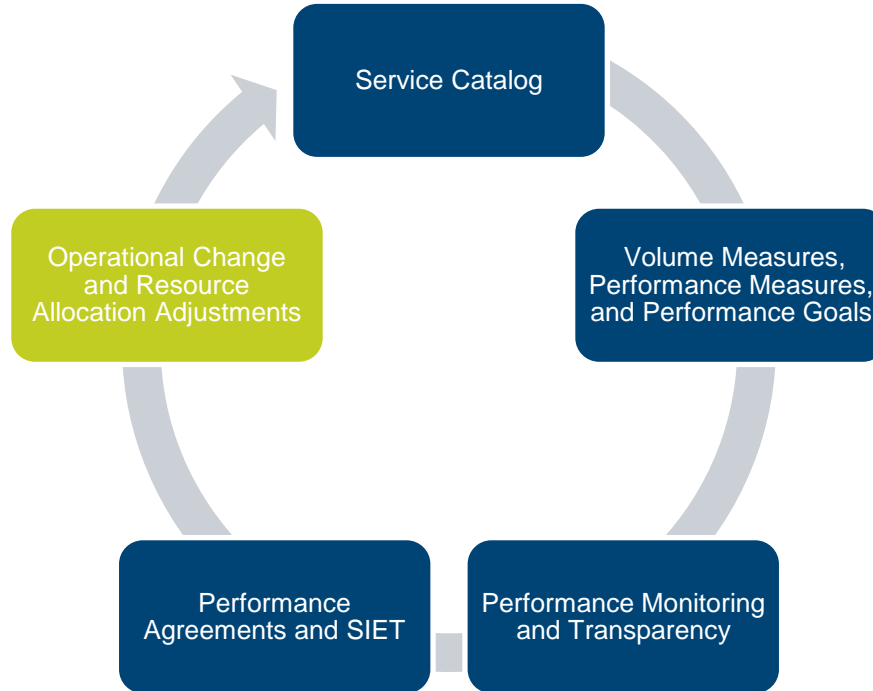 Service Catalog
Volume Measures,
Performance Measures,
and Performance Goals
Performance Monitoring
and Transparency
Performance
Agreements and SIET
Operational Change
and Resource
Allocation Adjustments